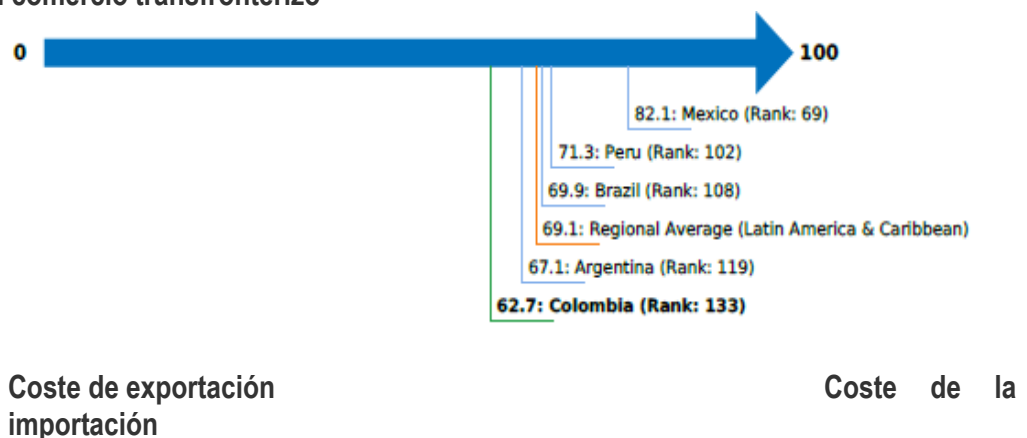 comercio transfronterizo
0 100
82.1: Mexico (Rank: 69)
71.3: Peru (Rank: 102)
69.9: Brazil (Rank: 108)
69.1: Regional Average (Latin America & Caribbean)
67.1: Argentina (Rank: 119)
62.7: Colombia (Rank: 133)
Coste de exportación Coste de la
importación